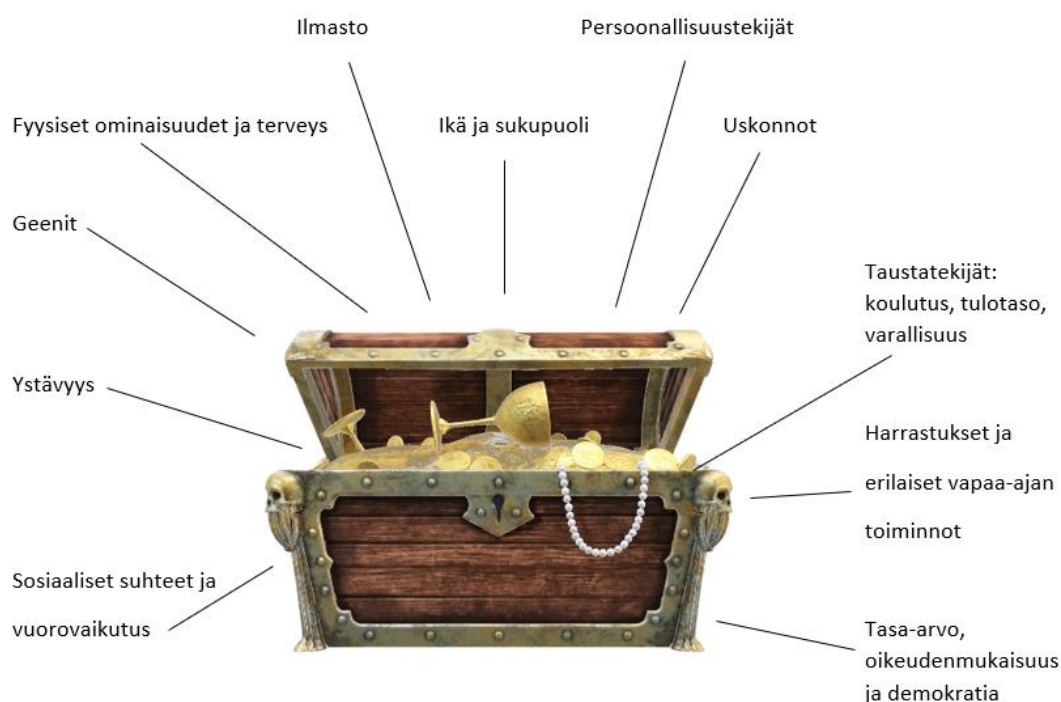 Ilmasto
Persoonallisuustekijät
Fyysiset ominaisuudet ja terveys
Ikä ja sukupuoli
Uskonnot
Geenit
Taustatekijät:
koulutus, tulotaso,
varallisuus
Ystävyys
Harrastukset ja
erilaiset vapaa-ajan
toiminnot
Sosiaaliset suhteet ja
vuorovaikutus
Tasa-arvo,
oikeudenmukaisuus
ja demokratia